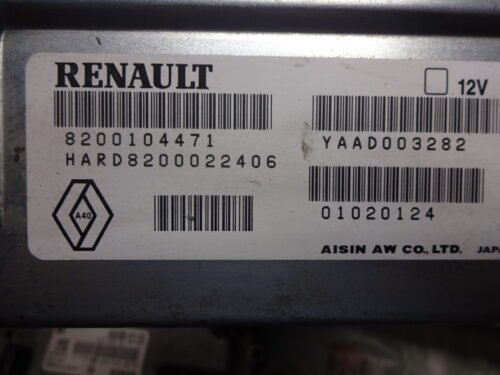 RENAULT
12V
8200104471
YAAD003282
HARD8200022406
A40
01020124
AISIN AW CO., LTD.